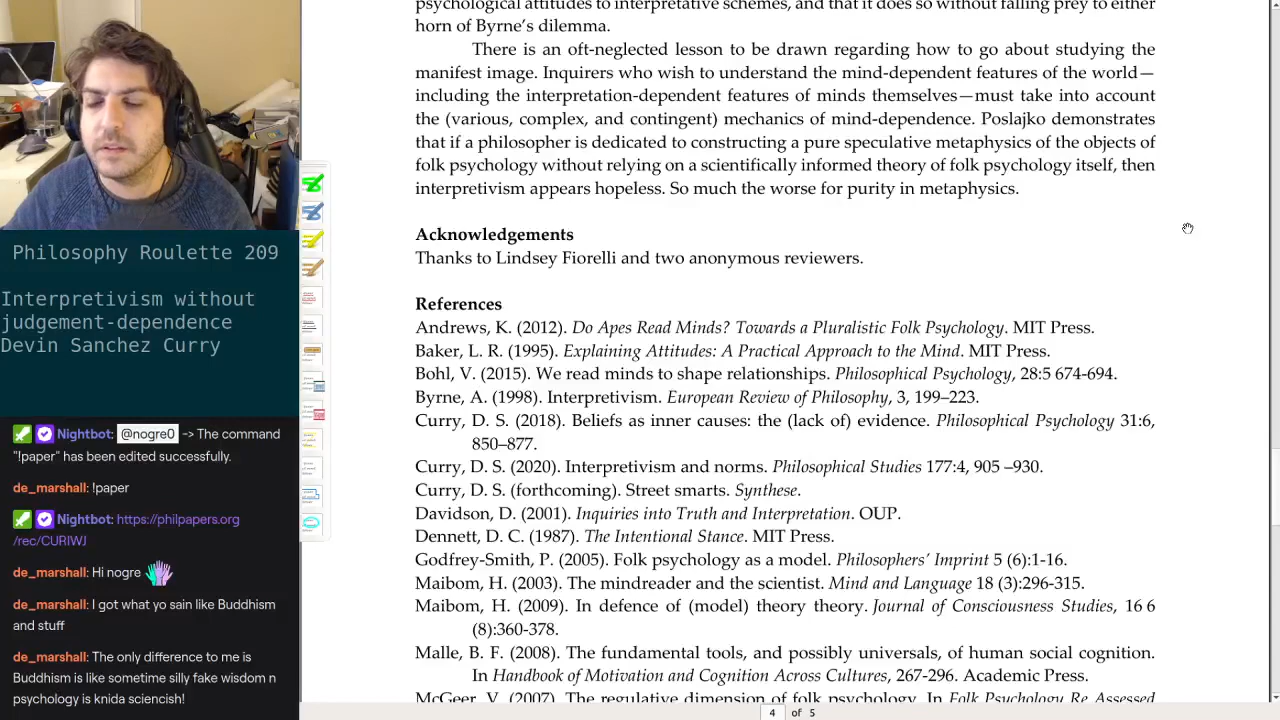 psychological attitudes to interpretative schemes, and that it does so without falling prey to either
horn of Byrne's dilemma.
There is an oft-neglected lesson to be drawn regarding how to go about studying the
manifest image. Inquirers who wish to understand the mind-dependent features of the world—
including the interpretation-dependent features of minds themselves—must take into account
the (various, complex, and contingent) mechanics of mind-dependence. Poslajko demonstrates
that if a philosopher is dedicated to constructing a pure speculative metaphysics of the objects of
folk psychology without relying on a scientifically informed theory of folk psychology itself, then
interpretivism appears hopeless. So much the worse for purity in metaphysics.
Acknowledgements
Thanks to Lindsey Fiorelli and two anonymous reviewers.
References
Andrews, K. (2012). Do Apes Read Minds? Towards a Pluralistic Folk Psychology. MIT Press.
Baker, L. R. (1995). Explaining Attitudes: A Practical Approach to the Mind. MIT Press.
Bohl, V. (2015). We read minds to shape relationships. Philosophical Psychology, 28:5 674-694.
Byrne, A. (1998). Interpretivism. European Review of Philosophy, 3, 199–223.
Curry, D. S. (2018). Beliefs as inner causes: the (lack of) evidence. Philosophical Psychology 31:6,
850–877.
Curry, D. S. (2020). Interpretivism and norms. Philosophical Studies 177:4, 905-930.
Curry, D. S. (forthcoming). Street smarts. Synthese.
Davidson, D. (2001). Inquiries into Truth and Interpretation. OUP.
Dennett, D. C. (1987). The Intentional Stance. MIT Press.
Godfrey-Smith, P. (2005). Folk psychology as a model. Philosophers' Imprint 5 (6):1-16.
Maibom, H. (2003). The mindreader and the scientist. Mind and Language 18 (3):296-315.
Maibom, H. (2009). In defence of (model) theory theory. Journal of Consciousness Studies, 16 6
(8):360-378.
Malle, B. F. (2008). The fundamental tools, and possibly universals, of human social cognition.
In Handbook of Motivation and Cognition Across Cultures, 267-296. Academic Press.
McGeer, V. (2007). The regulative dimension of folk psychology. In Folk Psychology Re Assessed
4 of 5
Philosophy Roulette 209
Interpretivism without
judgement-dependence
Devin Sanchez Curry
Nightbot: @n0gre0 -> The command
"!paper" has been edited successfully.
de_marshall: !paper
Nightbot: https://philpapers.org
/rec/CURIWJ
de_marshall: Hi nogre
de_marshall: I got what yo sain like Buddhism
and stuff
de_marshall: The only difference to me is
Buddhism is like sometime silly fake wisdom n
psychology is knida sciencish!